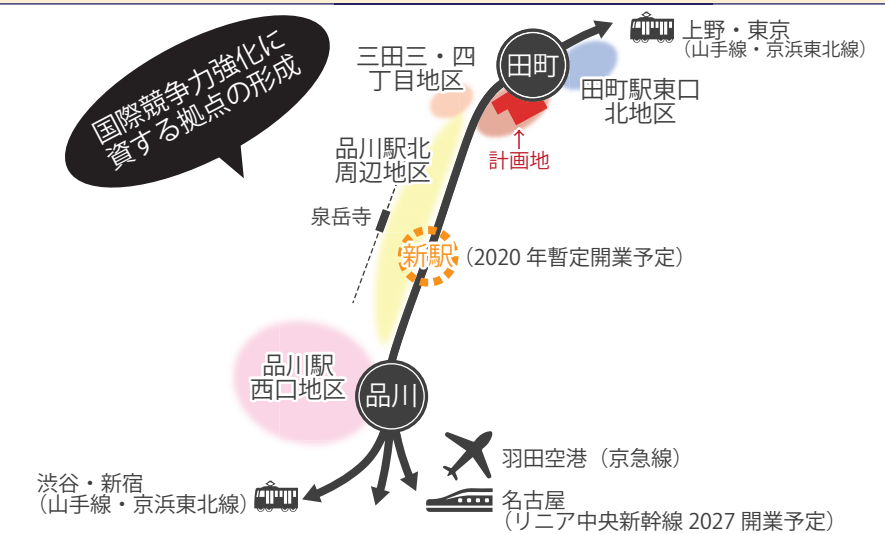 国際競争力強化に
資する拠点の形成
三田三・四
丁目地区
田町
上野・東京
（山手線・京浜東北線）
田町駅東口
北地区
↑
計画地
品川駅北
周辺地区
泉岳寺
新駅
（2020 年暫定開業予定）
品川駅
西口地区
品川
羽田空港（京急線）
渋谷・新宿
（山手線・京浜東北線）
名古屋
（リニア中央新幹線 2027 開業予定）